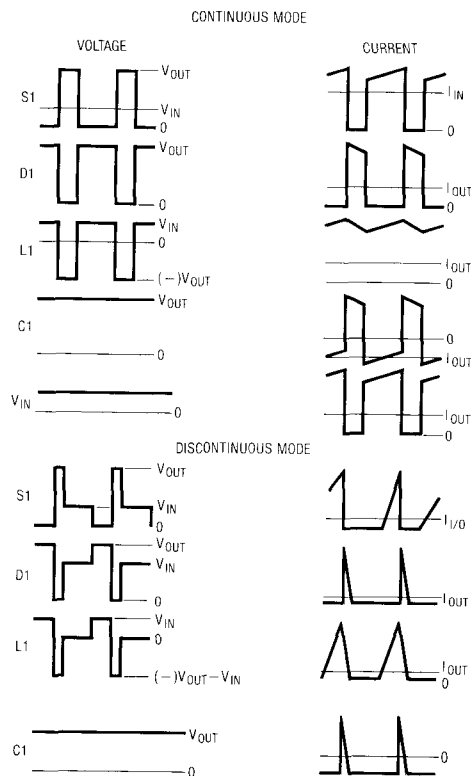 CONTINUOUS MODE
VOLTAGE
CURRENT
S1
VOUT
VIN
0
IIN
0
D1
VOUT
0
IOUT
0
L1
VIN
0
(−)VOUT
IOUT
0
C1
VOUT
0
0
IOUT
VIN
0
IOUT
0
DISCONTINUOUS MODE
S1
VOUT
VIN
0
II/O
D1
VOUT
VIN
0
IOUT
L1
VIN
0
(−)VOUT−VIN
IOUT
0
C1
VOUT
0
0